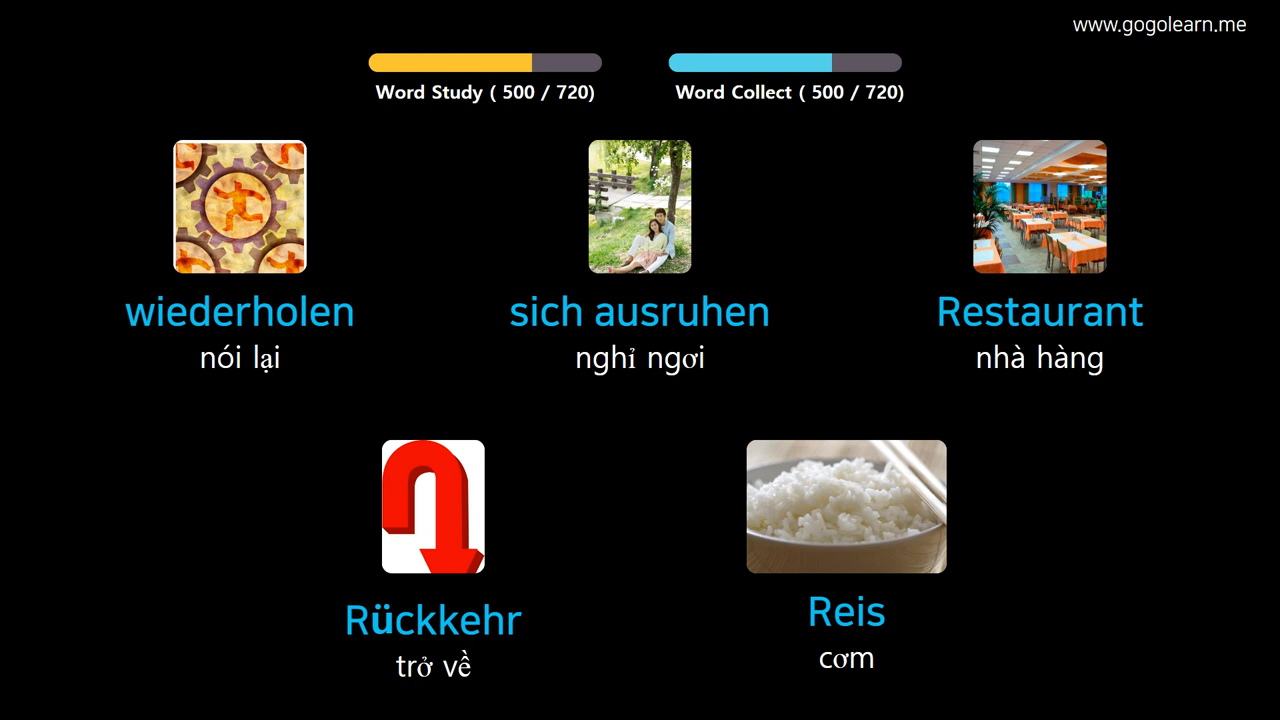 www.gogolearn.me
Word Study ( 500 / 720)
Word Collect ( 500 / 720)
wiederholen
nói lại
sich ausruhen
nghỉ ngơi
Restaurant
nhà hàng
Rückkehr
trở về
Reis
cơm